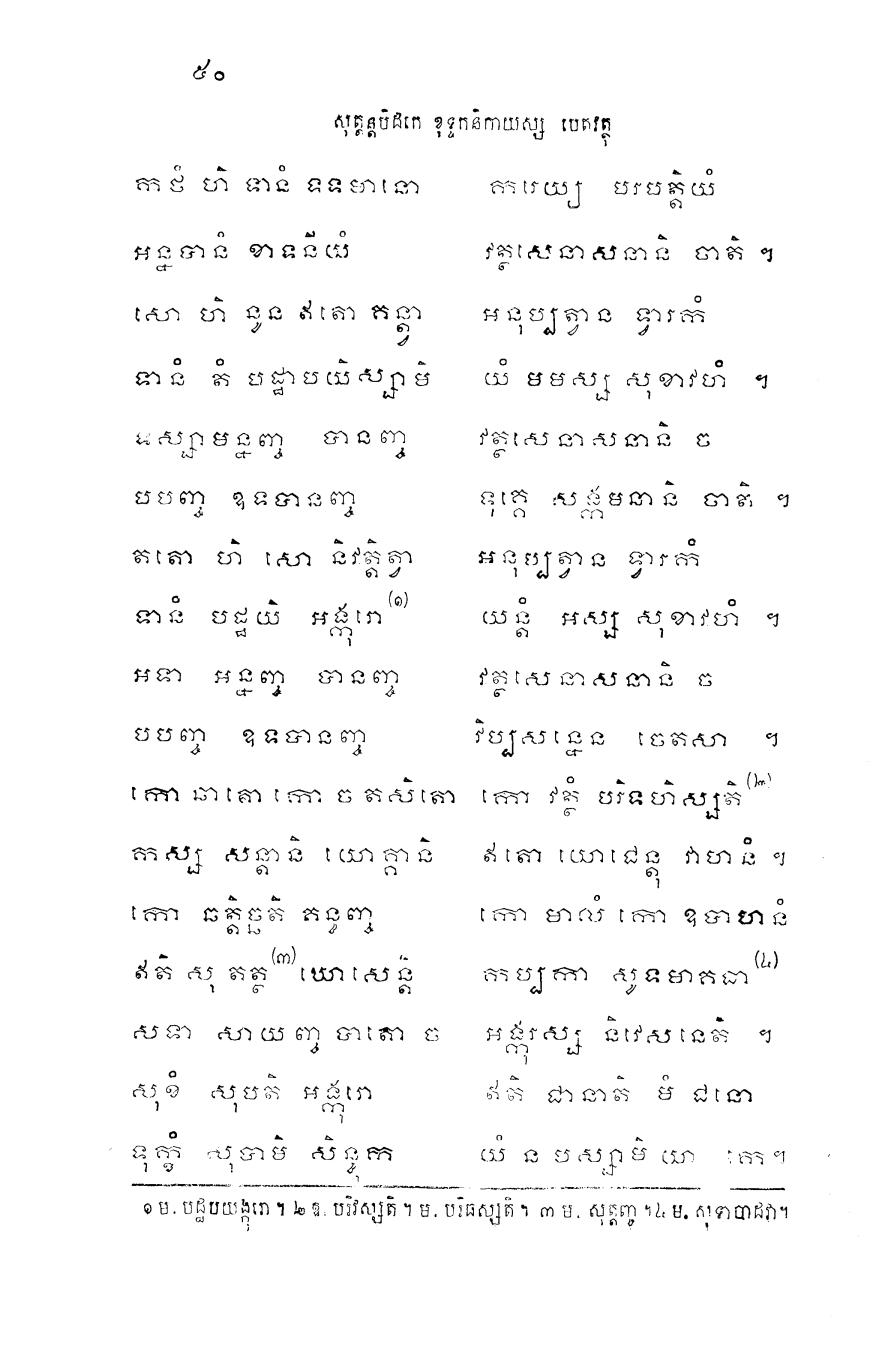 ៥០
សុត្តន្តបិដកេ ខុទ្ទកនិកាយស្ស បេតវត្ថុ
កថំ ហិ ទានំ ទទមានោ ករេយ្យ បរបត្តិយំ
អន្នបានំ ខាទនីយំ វត្ថសេនាសនានិ ចាតិ ។
សោ ហិ នូន ឥតោ គន្ត្វា អនុប្បត្វាន ទ្វារកំ
ទានំ តំ បដ្ឋាបយិស្សាមិ យំ មមស្ស សុខាវហំ ។
ទស្សាមន្នញ្ច បានញ្ច វត្ថសេនាសនានិ ច
បបញ្ច ឧទបានញ្ច ទុគ្គេ សង្កមនានិ ចាតិ ។
តតោ ហិ សោ និវត្តិត្វា អនុប្បត្វាន ទ្វារកំ
ទានំ បដ្ឋយិ អង្កុរោ(១) យន្តំ អស្ស សុខាវហំ ។
អទា អន្នញ្ច បានញ្ច វត្ថសេនាសនានិ ច
បបញ្ច ឧទបានញ្ច វិប្បសន្នេន ចេតសា ។
កោ ឆាតោ កោ ច តសិតោ កោ វត្ថំ បរិទហិស្សតិ(២)
កស្ស សន្តានិ យោគ្គានិ ឥតោ យោជេន្តុ វាហនំ ។
កោ ឆត្តិច្ឆតិ គន្ធញ្ច កោ មាលំ កោ ឧបាហនំ
ឥតិ សុ តត្ថ(៣) ឃោសេន្តិ កប្បកា សូទមាគធា(៤)
សទា សាយញ្ច បាតោ ច អង្កុរស្ស និវេសនេតិ ។
សុខំ សុបតិ អង្កុរោ ឥតិ ជានាតិ មំ ជនោ
ទុក្ខំ សុបាមិ សិន្ធុក យំ ន បស្សាមិ យាចកេ ។
១ ម. បដ្ឋបយង្កុរោ ។ ២ ឧ. បរិវស្សតិ ។ ម. បរិធស្សតិ ។ ៣ ម. សុត្តញ្ច ។ ៤ ម. សុទាបាដវា ។